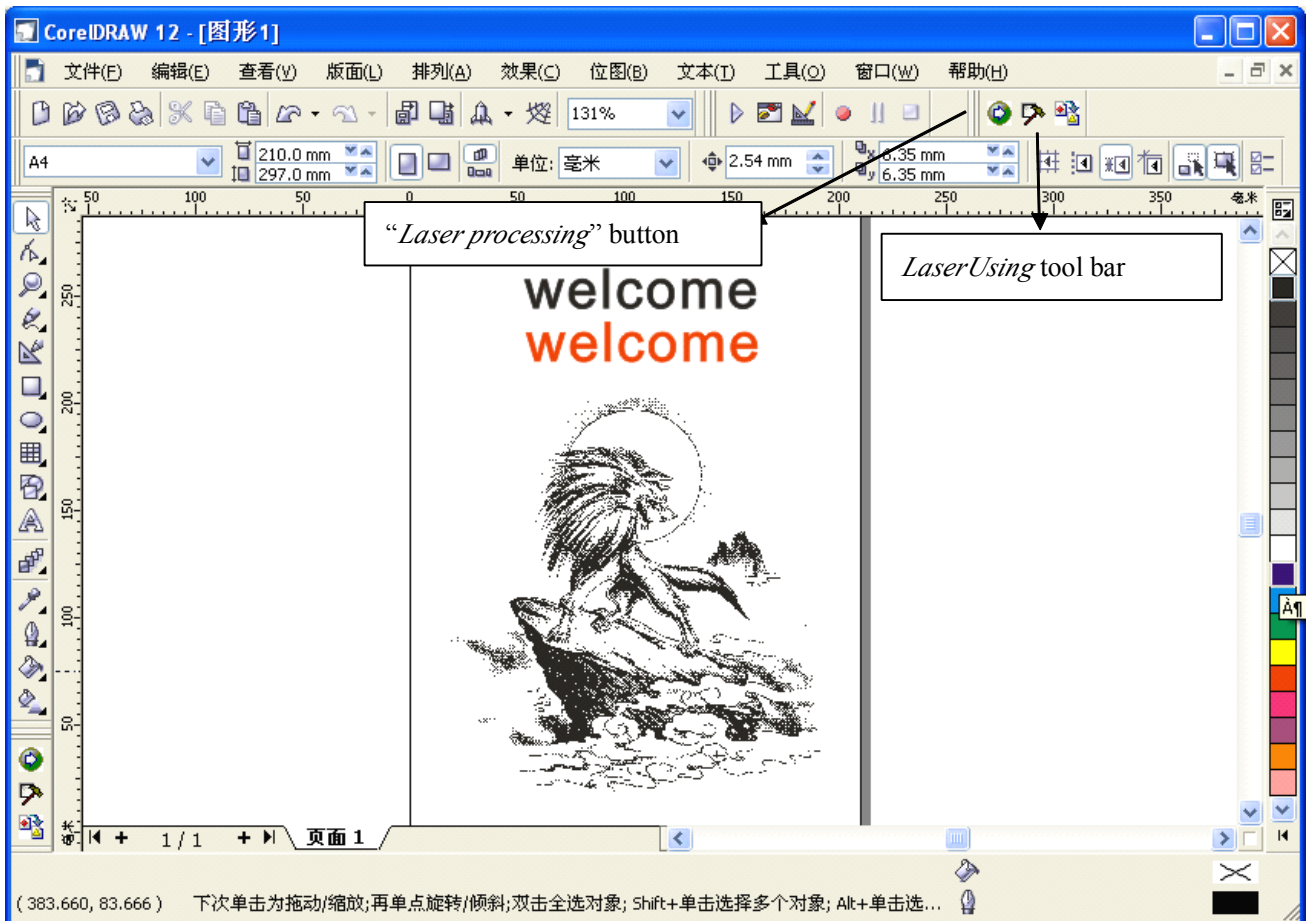 CorelDRAW 12 - [图形1]
文件(F) 编辑(E) 查看(V) 版面(L) 排列(A) 效果(C) 位图(B) 文本(T) 工具(O) 窗口(W) 帮助(H)
131%
A4 210.0 mm 单位: 毫米 2.54 mm x 6.35 mm
297.0 mm y 6.35 mm
50 100 50 0 50 100 150 200 250 300 350 毫米
“Laser processing” button
LaserUsing tool bar
250
welcome
welcome
200
150
100
À¶
50
毫米
1 / 1 页面 1
( 383.660, 83.666 ) 下次单击为拖动/缩放;再单点旋转/倾斜;双击全选对象; Shift+单击选择多个对象; Alt+单击选...